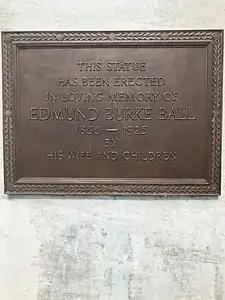 THIS STATUE
HAS BEEN ERECTED
IN LOVING MEMORY OF
EDMUND BURKE BALL
1855 — 1925
BY
HIS WIFE AND CHILDREN